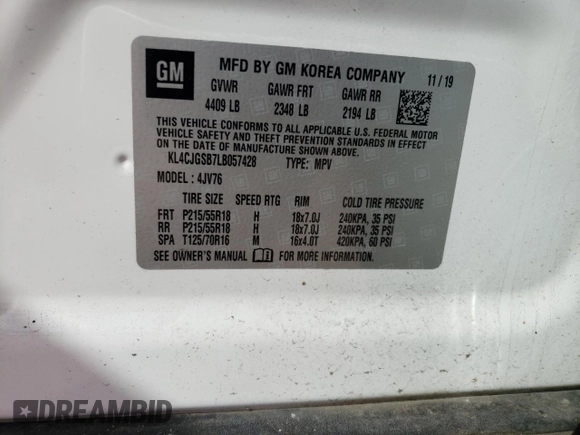 GM
MFD BY GM KOREA COMPANY 11/19
GVWR GAWR FRT GAWR RR
4409 LB 2348 LB 2194 LB
THIS VEHICLE CONFORMS TO ALL APPLICABLE U.S. FEDERAL MOTOR
VEHICLE SAFETY AND THEFT PREVENTION STANDARDS IN EFFECT
ON THE DATE OF MANUFACTURE SHOWN ABOVE.
KL4CJGSB7LB057428 TYPE: MPV
MODEL: 4JV76
TIRE SIZE SPEED RTG RIM COLD TIRE PRESSURE
FRT P215/55R18 H 18x7.0J 240KPA, 35 PSI
RR P215/55R18 H 18x7.0J 240KPA, 35 PSI
SPA T125/70R16 M 16x4.0T 420KPA, 60 PSI
SEE OWNER'S MANUAL FOR MORE INFORMATION.
DREAMBID